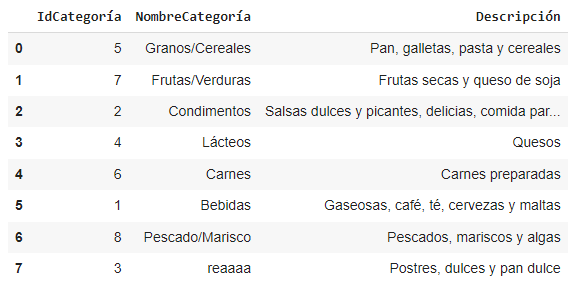 IdCategoría NombreCategoría Descripción
0 5 Granos/Cereales Pan, galletas, pasta y cereales
1 7 Frutas/Verduras Frutas secas y queso de soja
2 2 Condimentos Salsas dulces y picantes, delicias, comida par...
3 4 Lácteos Quesos
4 6 Carnes Carnes preparadas
5 1 Bebidas Gaseosas, café, té, cervezas y maltas
6 8 Pescado/Marisco Pescados, mariscos y algas
7 3 reaaaa Postres, dulces y pan dulce